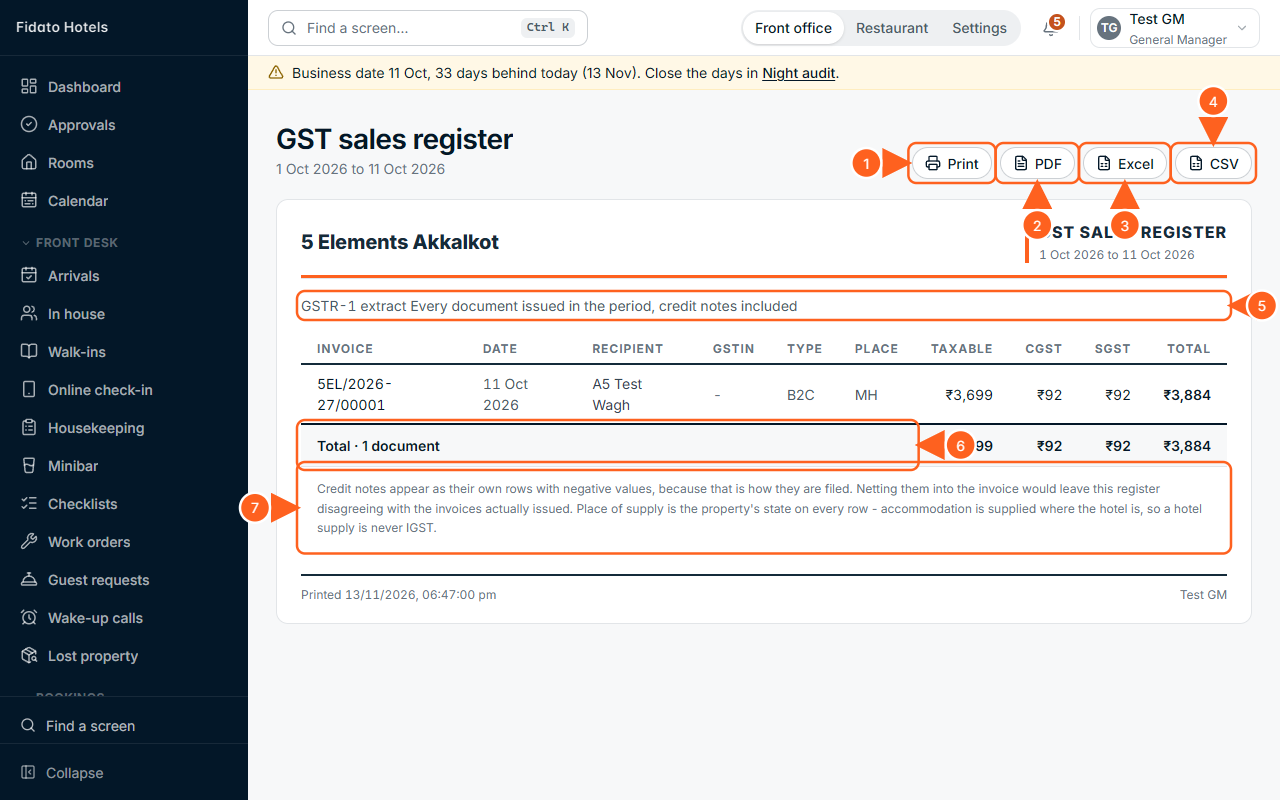 Fidato Hotels
Find a screen...
Ctrl K
Front office
Restaurant
Settings
5
TG
Test GM
General Manager
Business date 11 Oct, 33 days behind today (13 Nov). Close the days in Night audit.
Dashboard
Approvals
Rooms
Calendar
FRONT DESK
Arrivals
In house
Walk-ins
Online check-in
Housekeeping
Minibar
Checklists
Work orders
Guest requests
Wake-up calls
Lost property
BOOKINGS
Find a screen
Collapse
GST sales register
1 Oct 2026 to 11 Oct 2026
4
1
Print
PDF
Excel
CSV
2
3
5 Elements Akkalkot
REGISTER
1 Oct 2026 to 11 Oct 2026
GSTR-1 extract Every document issued in the period, credit notes included
5
INVOICE DATE RECIPIENT GSTIN TYPE PLACE TAXABLE CGST SGST TOTAL
5EL/2026-27/00001 11 Oct 2026 A5 Test Wagh - B2C MH ₹3,699 ₹92 ₹92 ₹3,884
Total · 1 document 6 99 ₹92 ₹92 ₹3,884
7
Credit notes appear as their own rows with negative values, because that is how they are filed. Netting them into the invoice would leave this register
disagreeing with the invoices actually issued. Place of supply is the property's state on every row - accommodation is supplied where the hotel is, so a hotel
supply is never IGST.
Printed 13/11/2026, 06:47:00 pm
Test GM